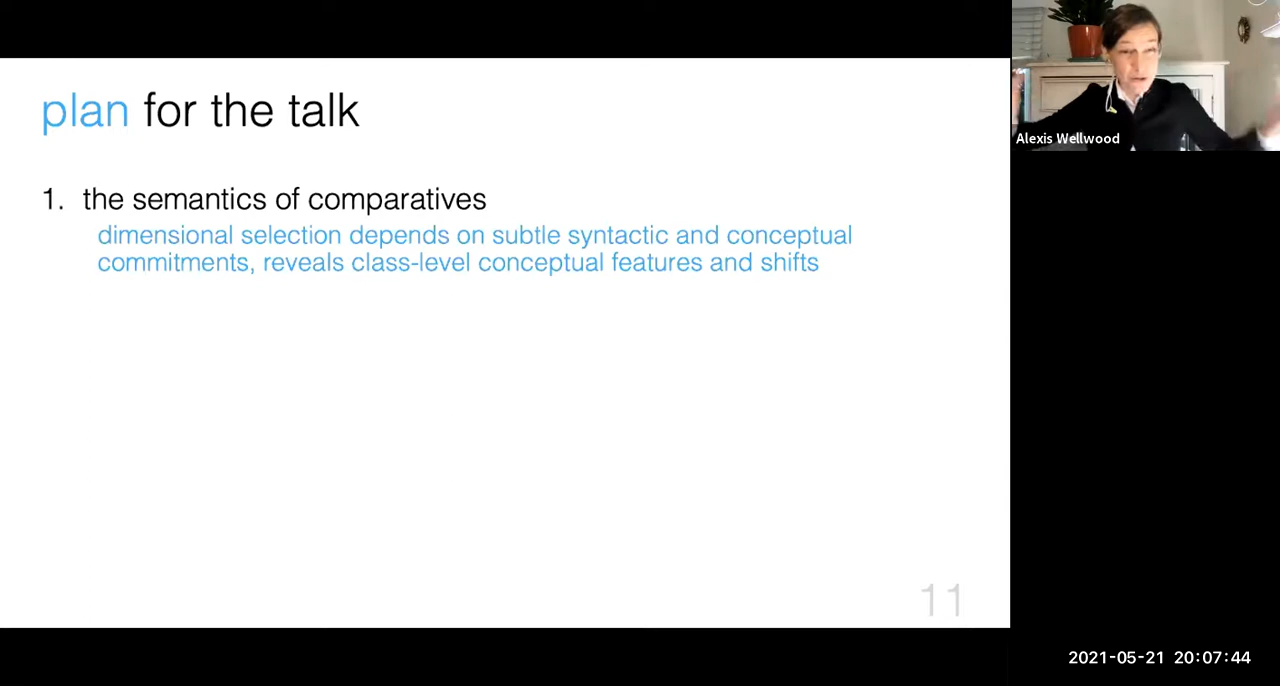 plan for the talk
Alexis Wellwood
1. the semantics of comparatives
dimensional selection depends on subtle syntactic and conceptual
commitments, reveals class-level conceptual features and shifts
11
2021-05-21 20:07:44